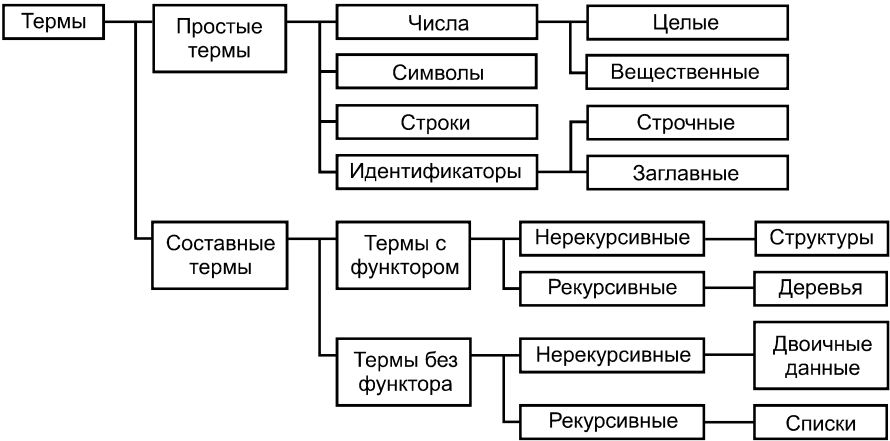 Термы
Простые
термы
Числа
Целые
Вещественные
Символы
Строки
Идентификаторы
Строчные
Заглавные
Составные
термы
Термы с
функтором
Нерекурсивные
Структуры
Рекурсивные
Деревья
Термы без
функтора
Нерекурсивные
Двоичные
данные
Рекурсивные
Списки